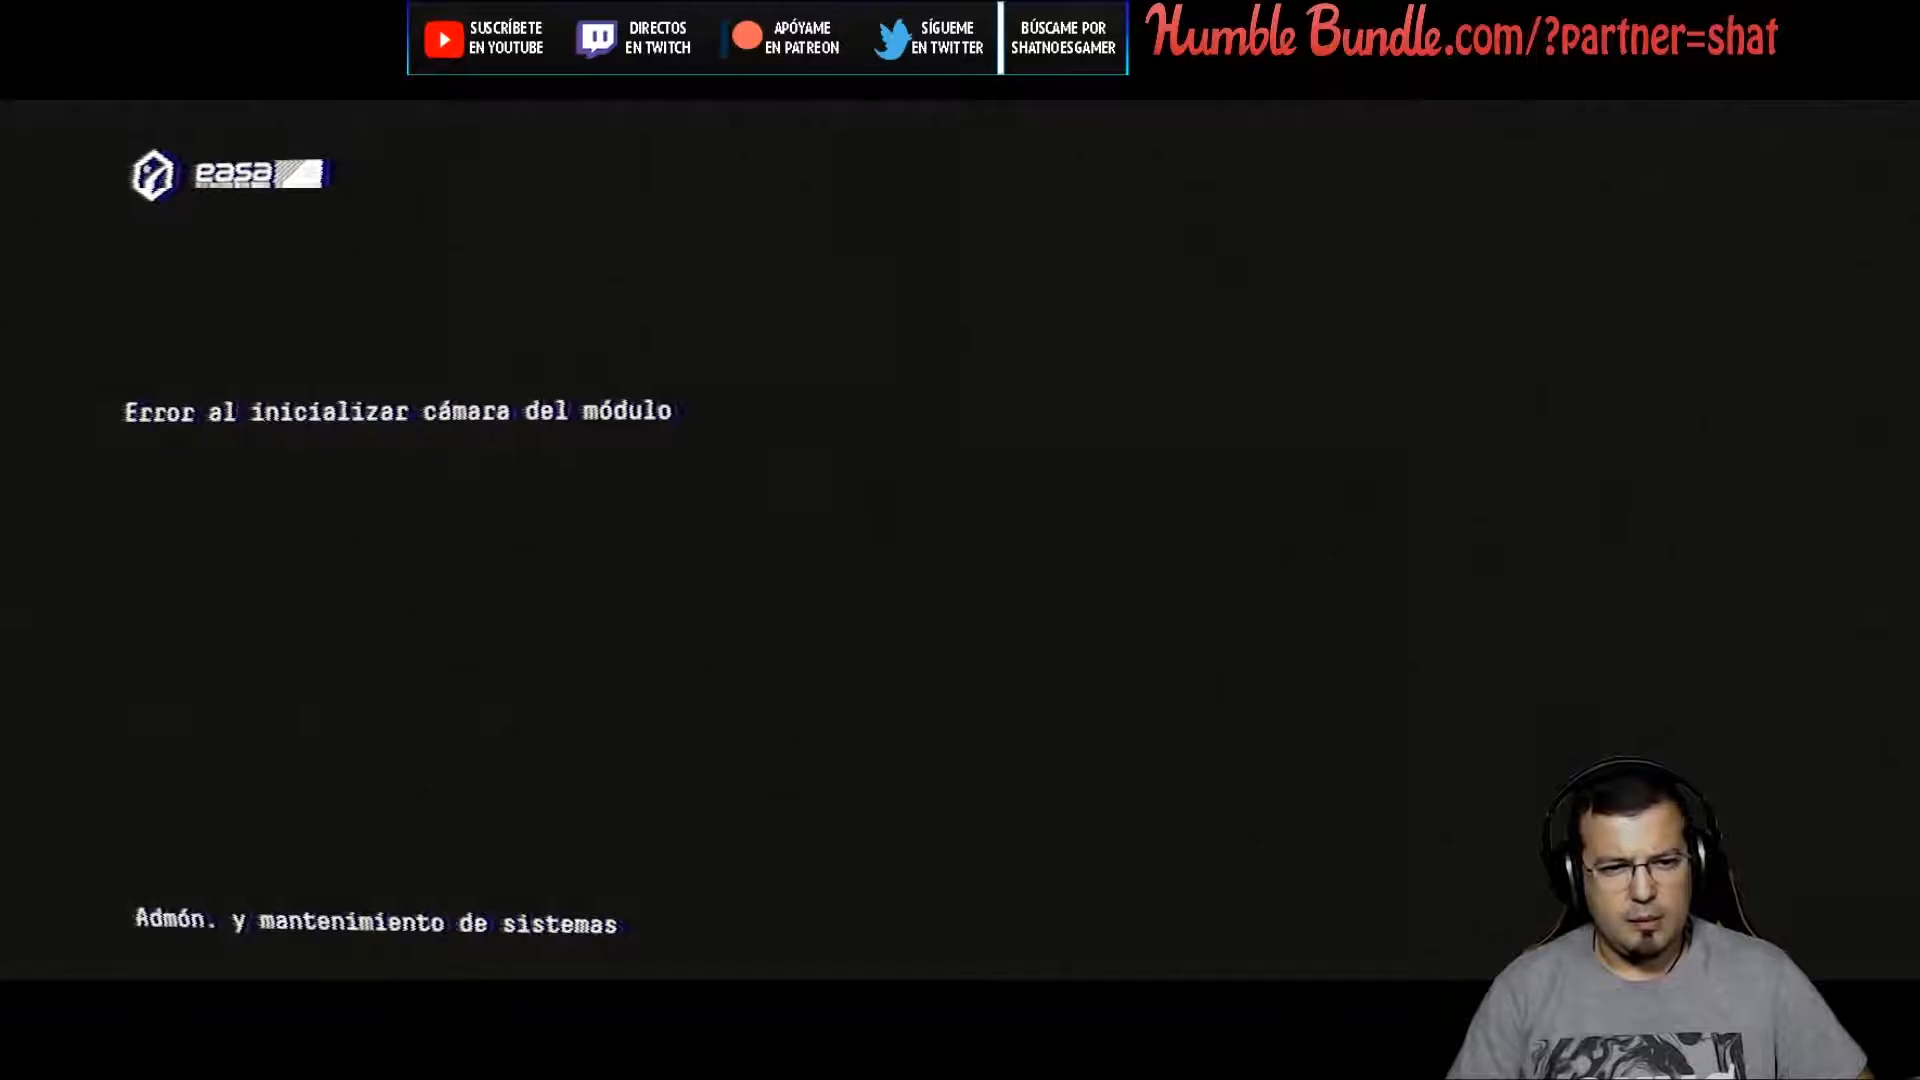 SUSCRÍBETE
EN YOUTUBE
DIRECTOS
EN TWITCH
APÓYAME
EN PATREON
SÍGUEME
EN TWITTER
BÚSCAME POR
SHATNOESGAMER
Humble Bundle.com/?partner=shat
easa
Error al inicializar cámara del módulo
Admón. y mantenimiento de sistemas